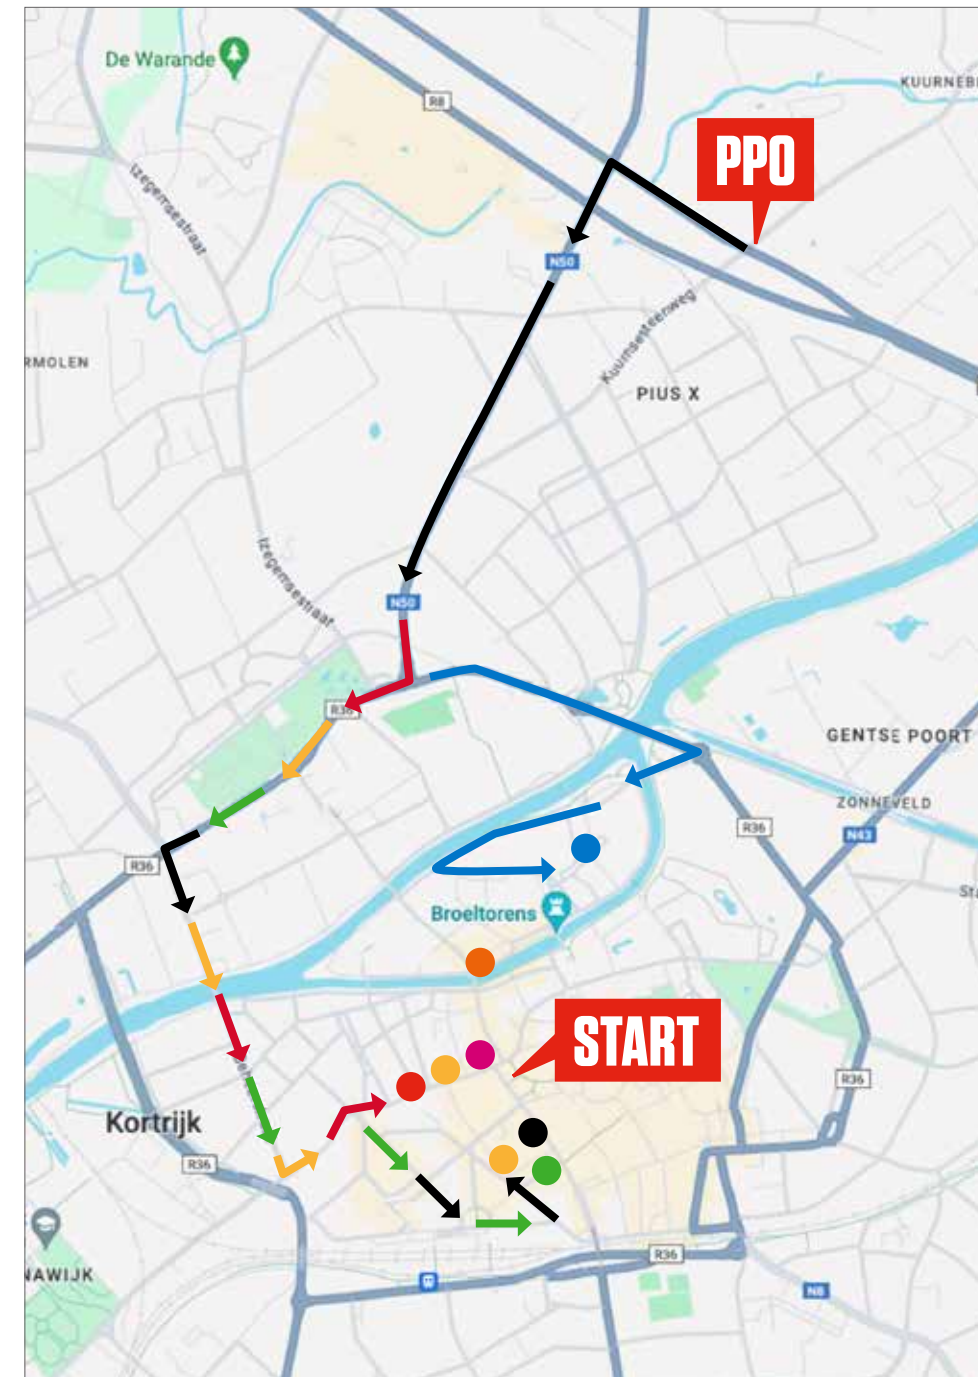 De Warande
R8
KUURNEB
PPO
Izegemsestraat
N50
Kuurnsesteenweg
RMOLEN
PIUS X
Izegemsestraat
N50
R36
GENTSE POORT
ZONNEVELD
R36
N43
R36
Broeltorens
START
R36
Kortrijk
R36
R36
NAWIJK
N8